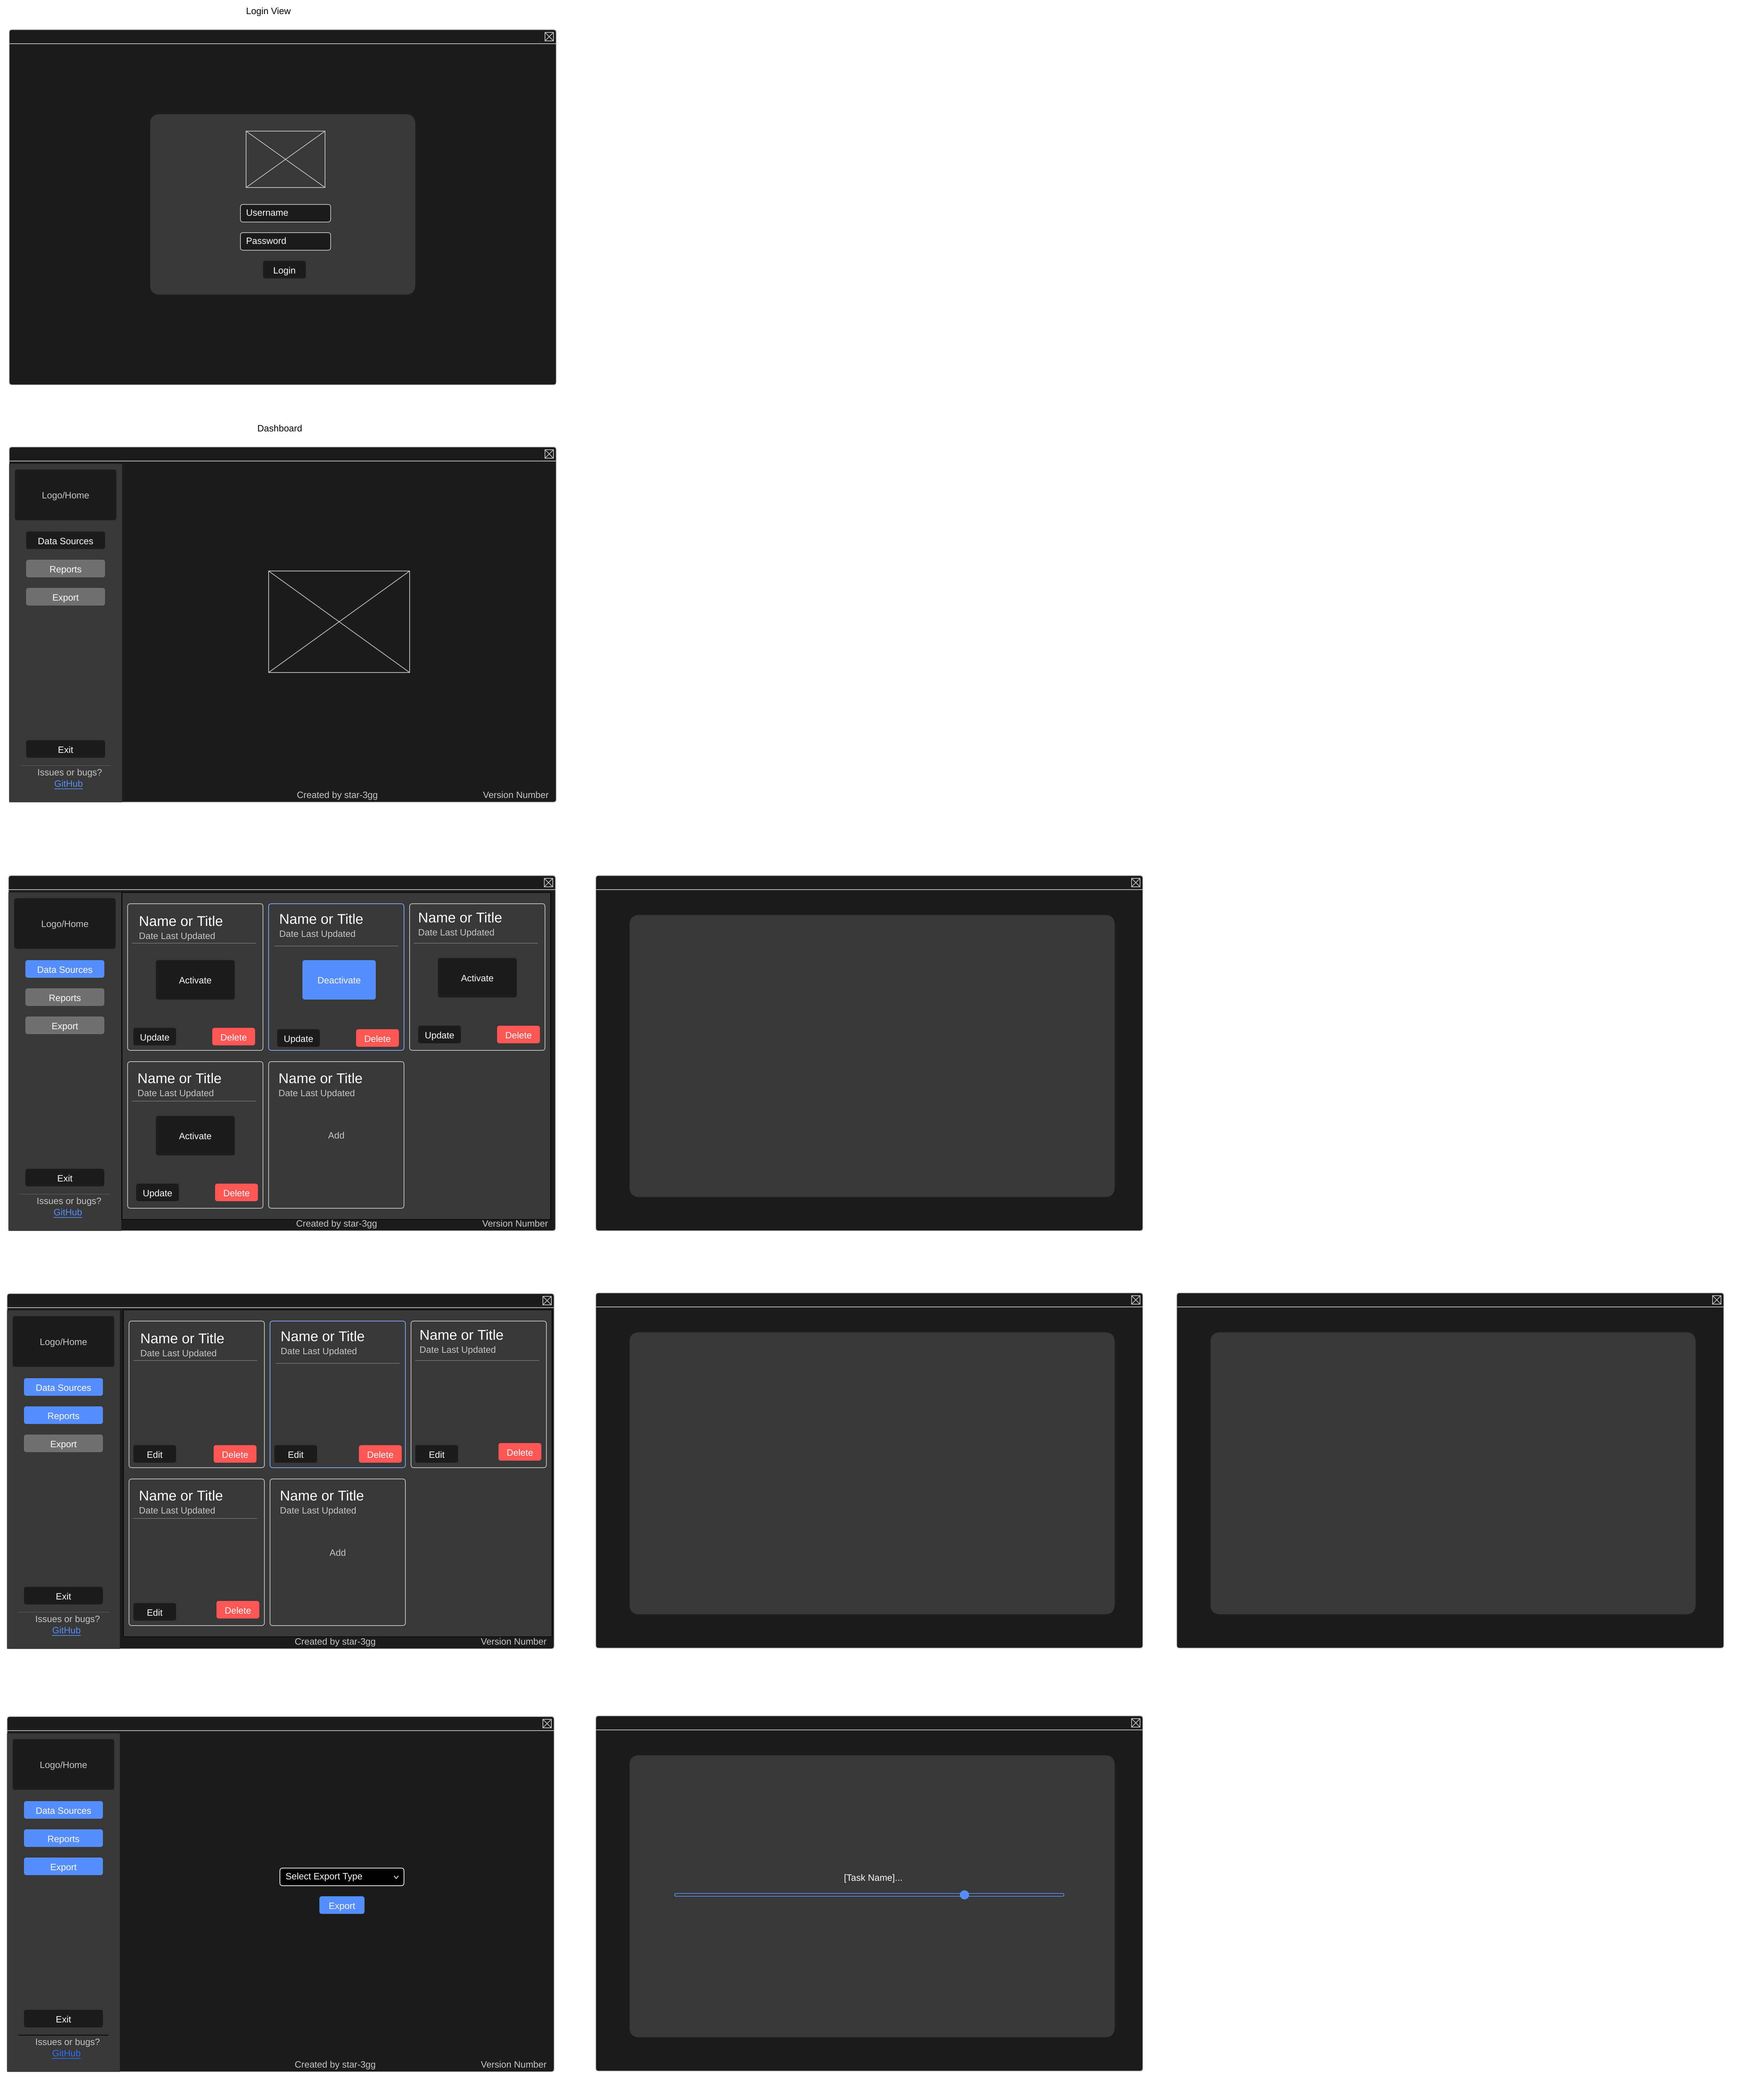 Login View
Username
Password
Login
Dashboard
Logo/Home
Data Sources
Reports
Export
Exit
Issues or bugs?
GitHub
Created by star-3gg
Version Number
Logo/Home
Data Sources
Reports
Export
Exit
Issues or bugs?
GitHub
Name or Title
Date Last Updated
Activate
Update
Delete
Name or Title
Date Last Updated
Deactivate
Update
Delete
Name or Title
Date Last Updated
Activate
Update
Delete
Name or Title
Date Last Updated
Activate
Update
Delete
Name or Title
Date Last Updated
Add
Created by star-3gg
Version Number
Logo/Home
Data Sources
Reports
Export
Exit
Issues or bugs?
GitHub
Name or Title
Date Last Updated
Edit
Delete
Name or Title
Date Last Updated
Edit
Delete
Name or Title
Date Last Updated
Edit
Delete
Name or Title
Date Last Updated
Edit
Delete
Name or Title
Date Last Updated
Add
Created by star-3gg
Version Number
Logo/Home
Data Sources
Reports
Export
Exit
Issues or bugs?
GitHub
Select Export Type
Export
Created by star-3gg
Version Number
[Task Name]...